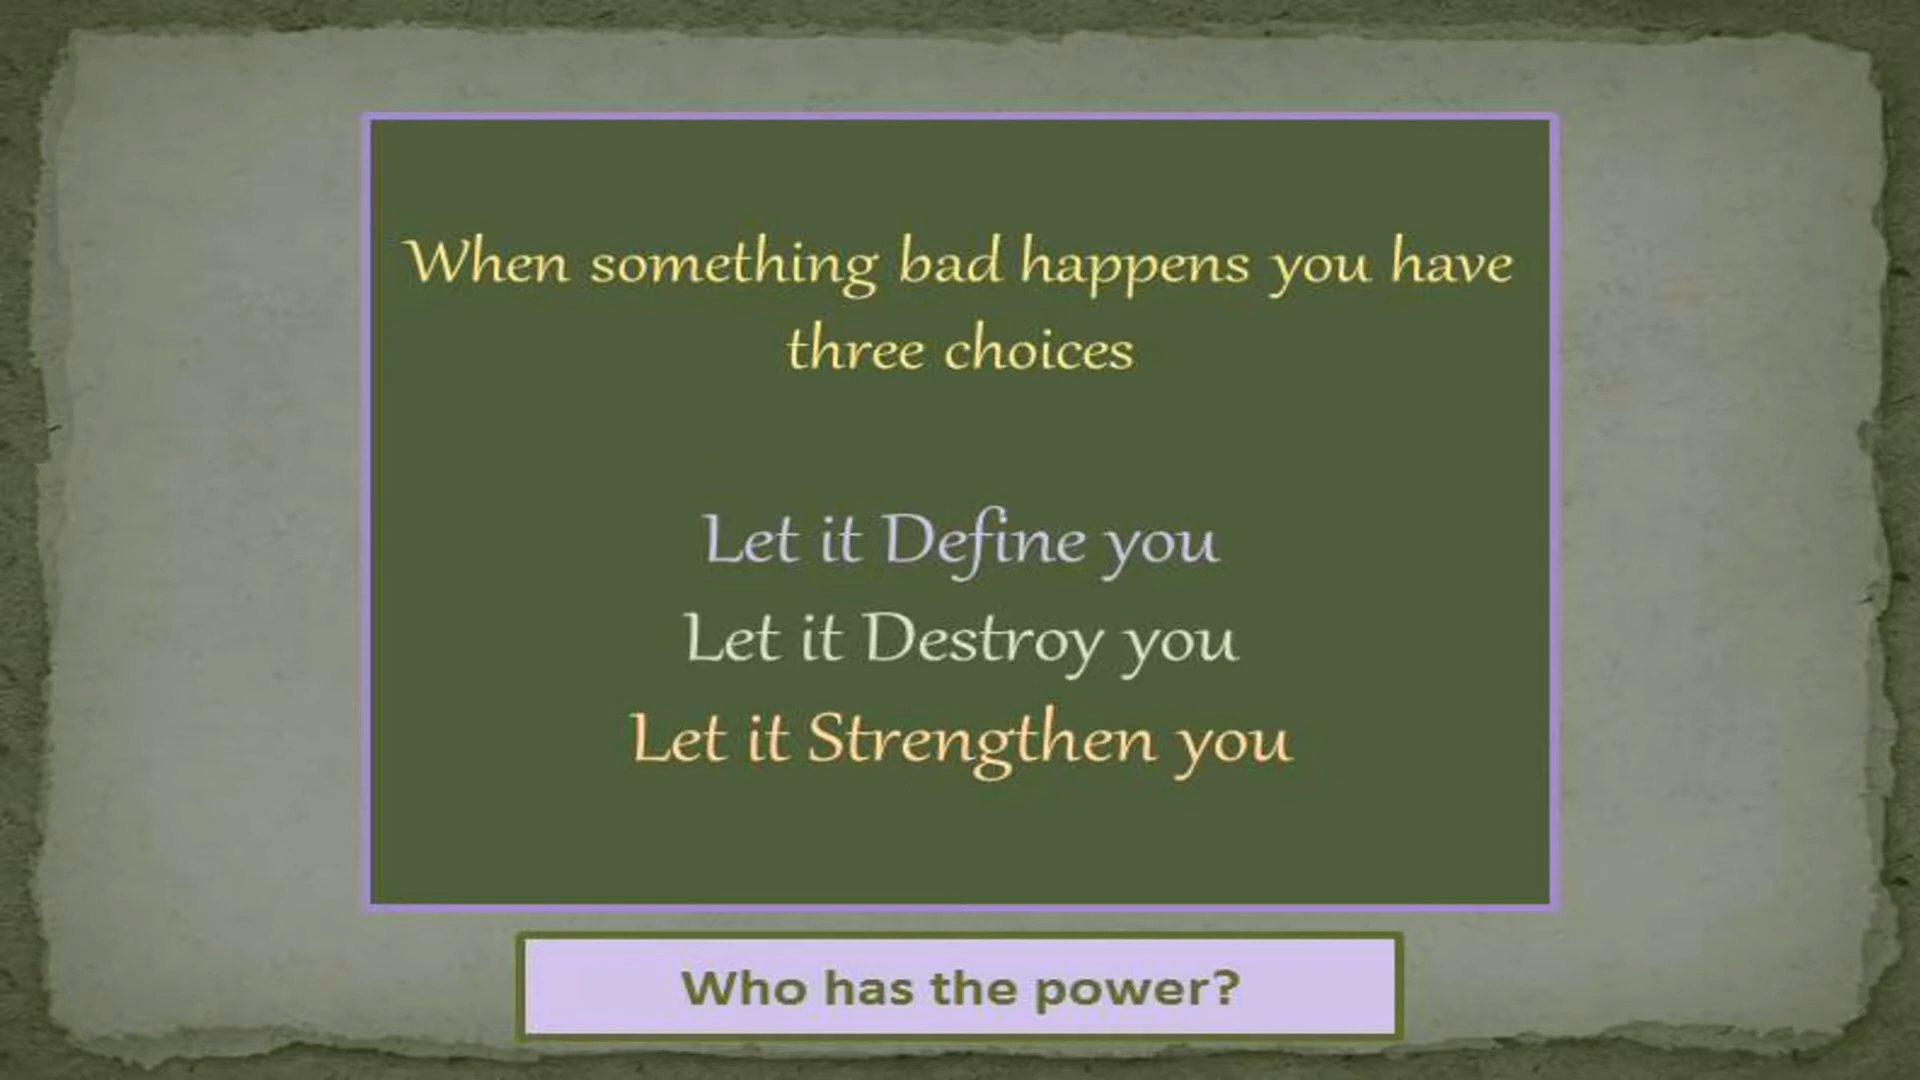 When something bad happens you have
three choices
Let it Define you
Let it Destroy you
Let it Strengthen you
Who has the power?